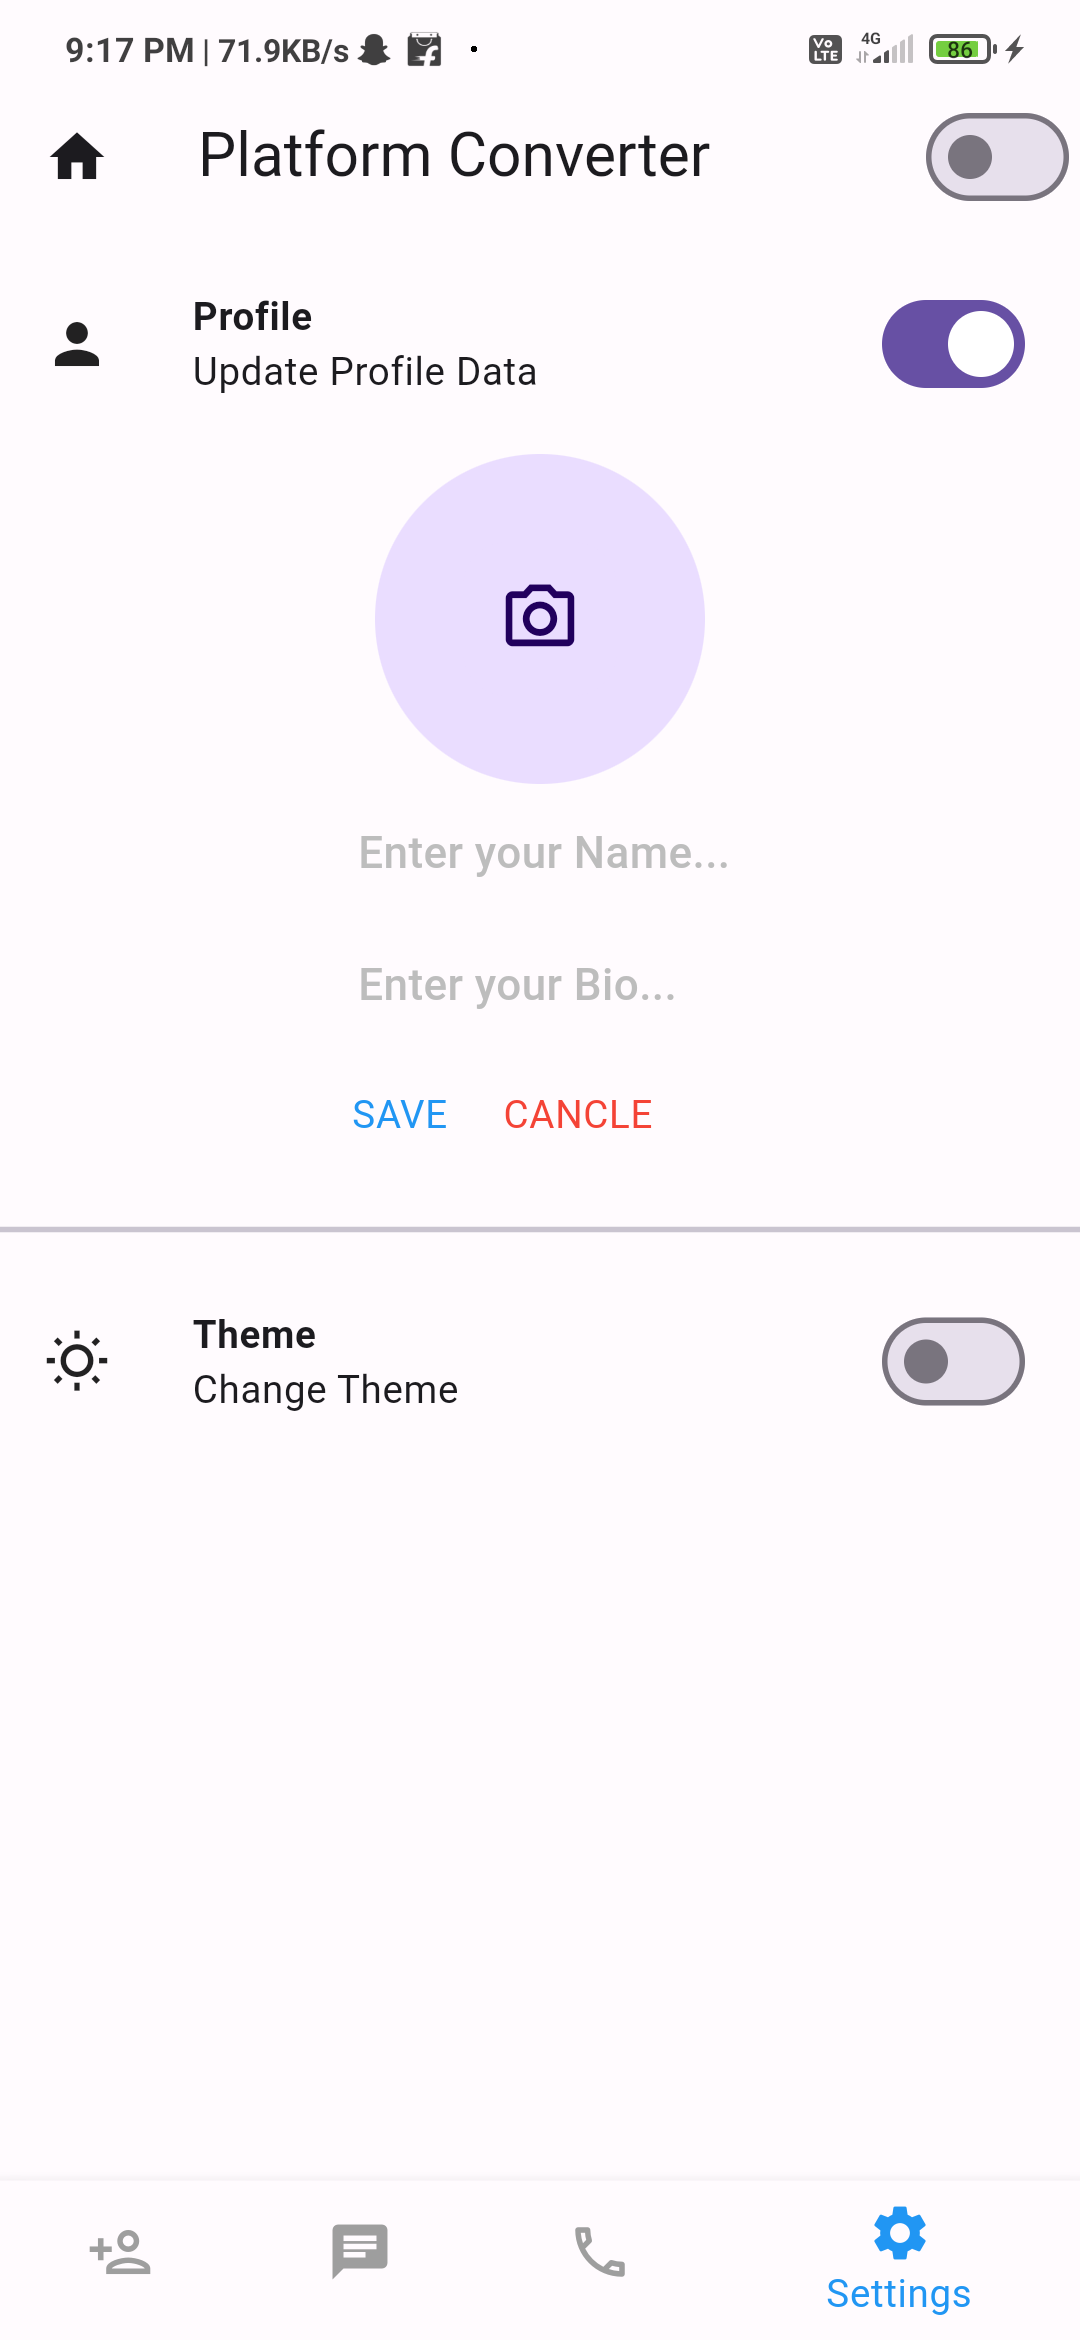 9:17 PM | 71.9KB/s
Vo LTE 4G 86
Platform Converter
Profile
Update Profile Data
Enter your Name...
Enter your Bio...
SAVE CANCLE
Theme
Change Theme
Settings